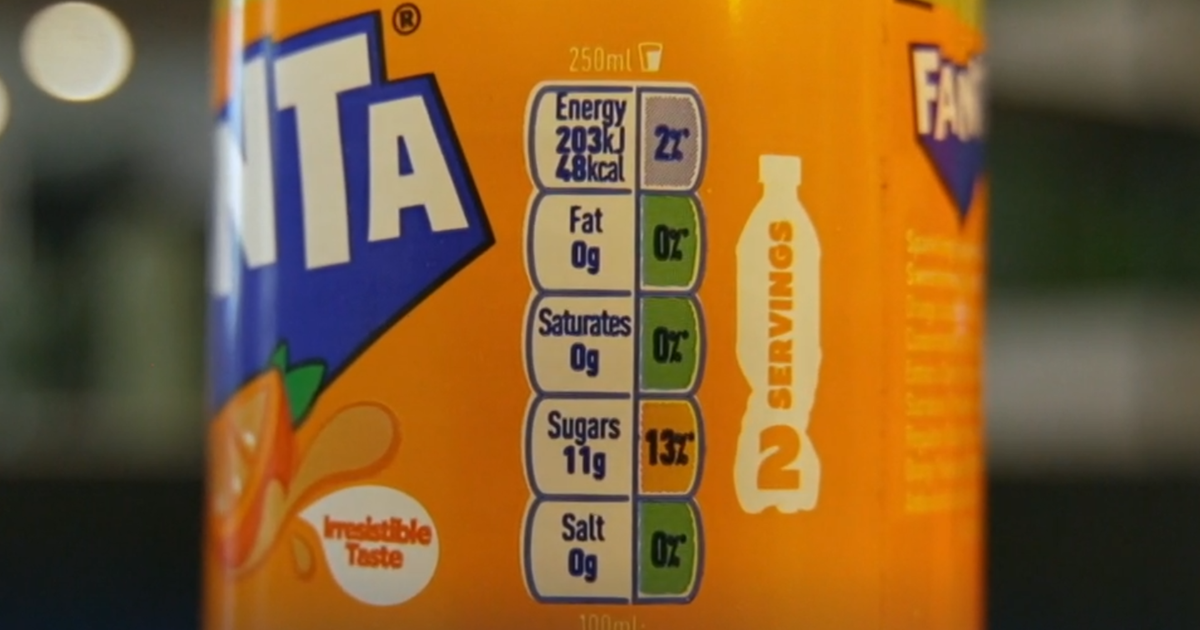 NTA
®
250ml
Energy
203kJ
48kcal
2%*
Fat
0g
0%*
Saturates
0g
0%*
Sugars
11g
13%*
Salt
0g
0%*
100ml:
2 SERVINGS
Irresistible
Taste
FAN